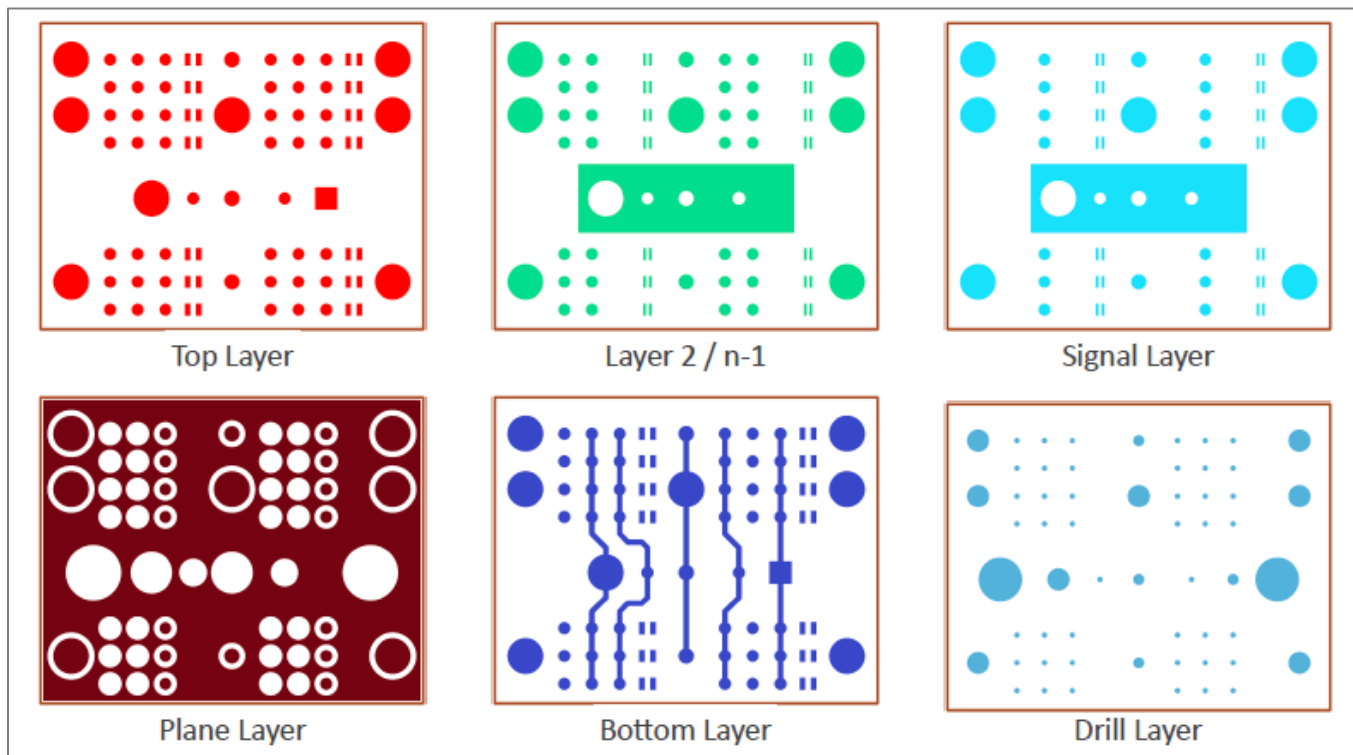 Top Layer
Layer 2 / n-1
Signal Layer
Plane Layer
Bottom Layer
Drill Layer